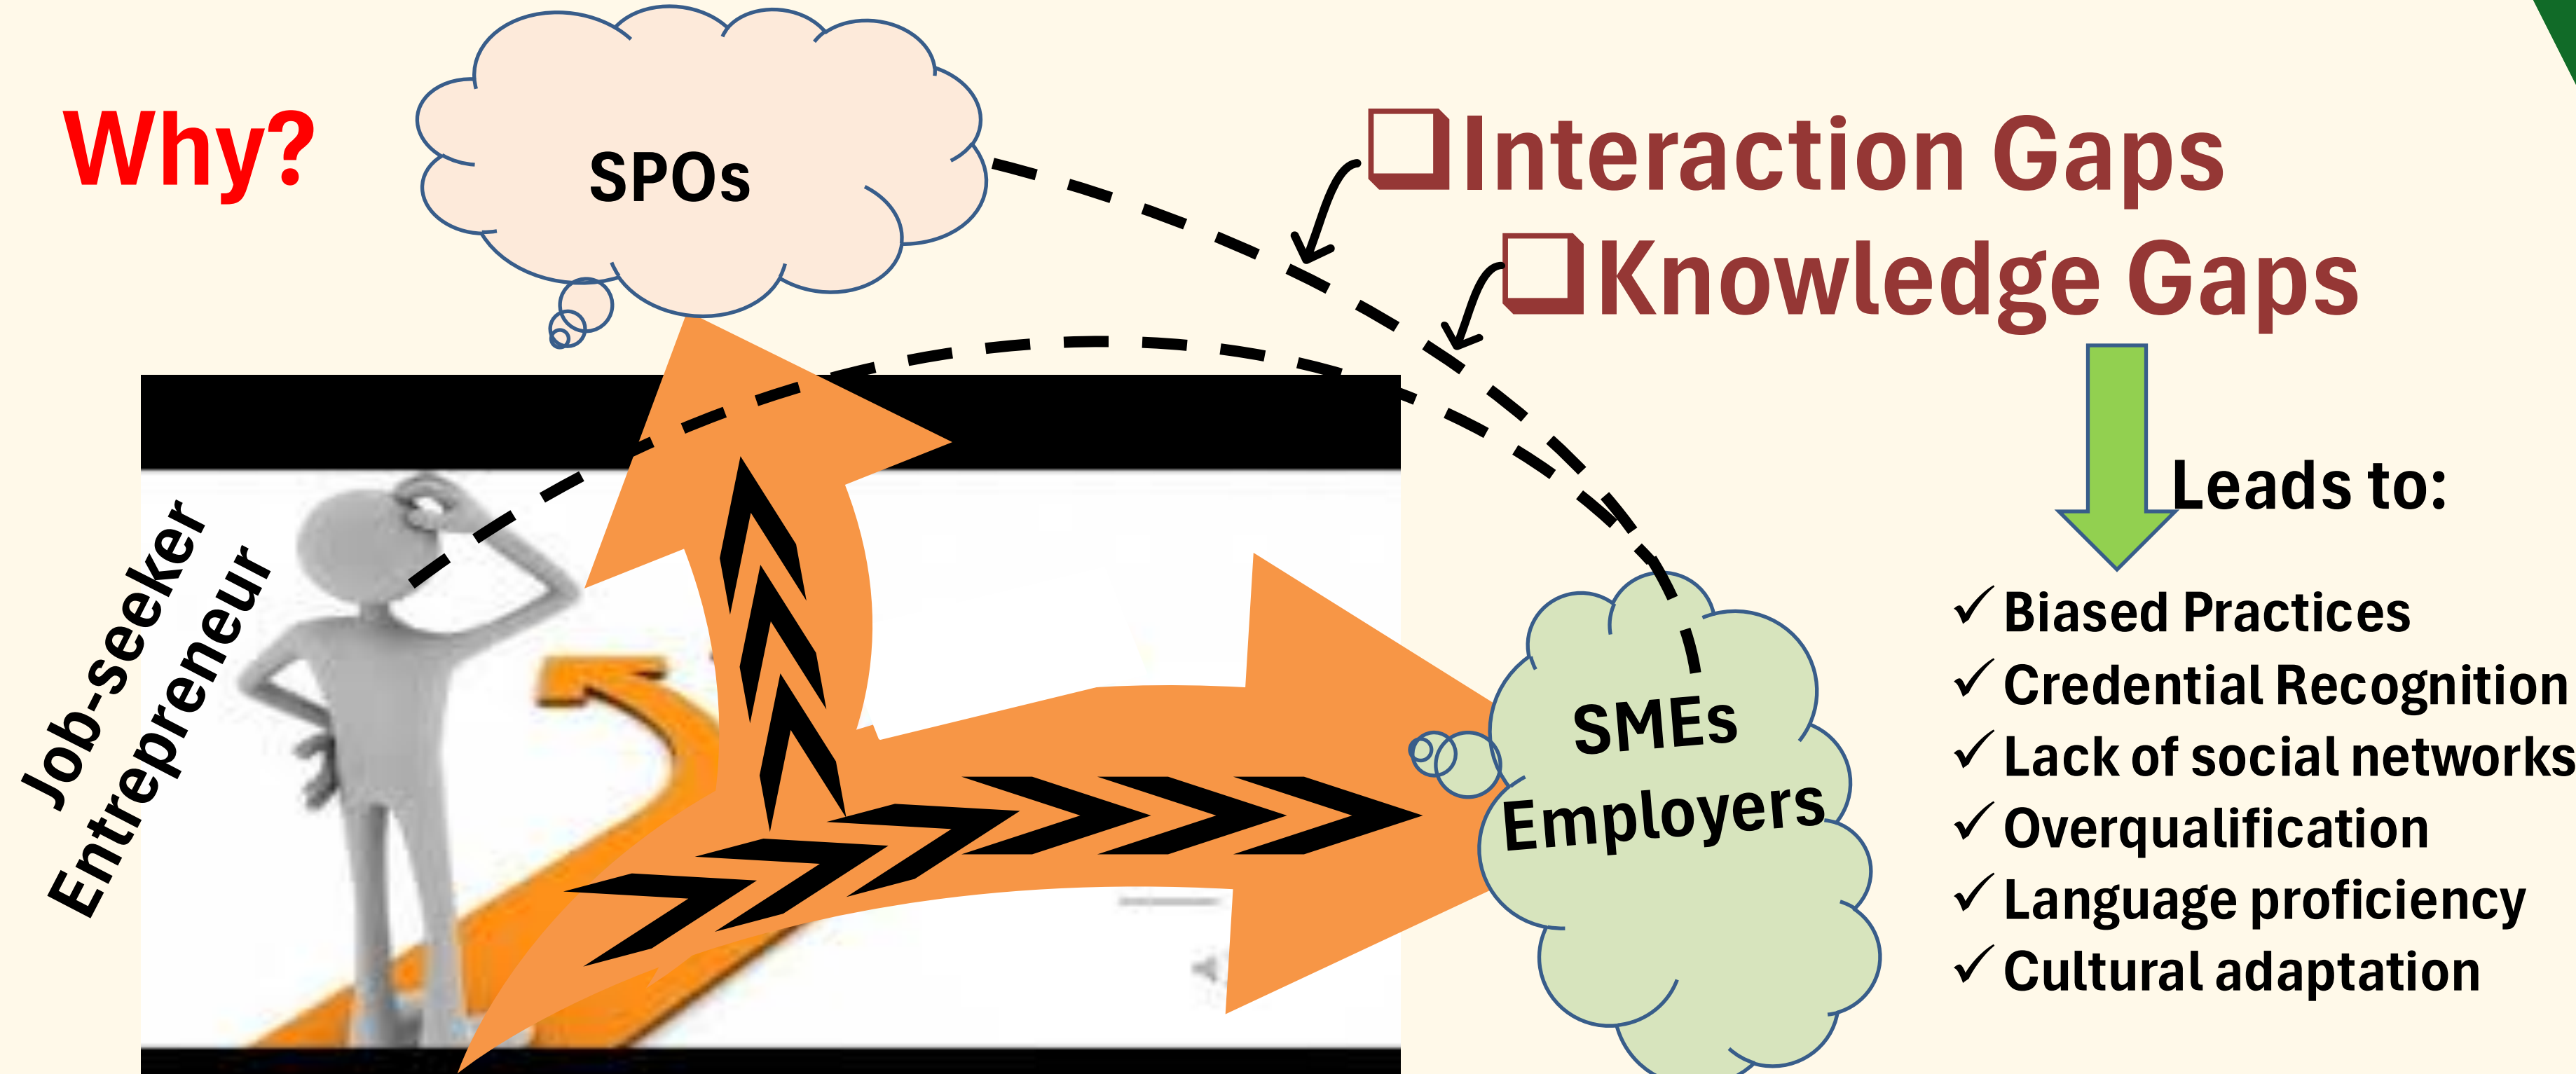 Why?
SPOs
❑Interaction Gaps
❑Knowledge Gaps
Leads to:
Job-seeker
Entrepreneur
SMEs
Employers
✓ Biased Practices
✓ Credential Recognition
✓ Lack of social networks
✓ Overqualification
✓ Language proficiency
✓ Cultural adaptation